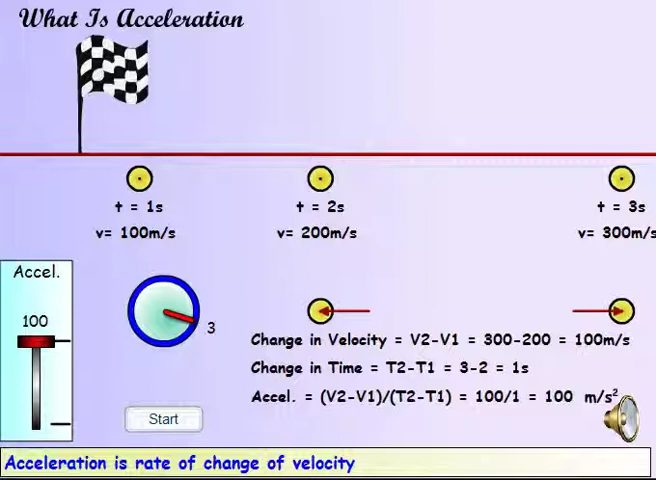 What Is Acceleration
t = 1s
t = 2s
t = 3s
v= 100m/s
v= 200m/s
v= 300m/s
Accel.
100
3
Change in Velocity = V2-V1 = 300-200 = 100m/s
Change in Time = T2-T1 = 3-2 = 1s
Accel. = (V2-V1)/(T2-T1) = 100/1 = 100 m/s²
Start
Acceleration is rate of change of velocity